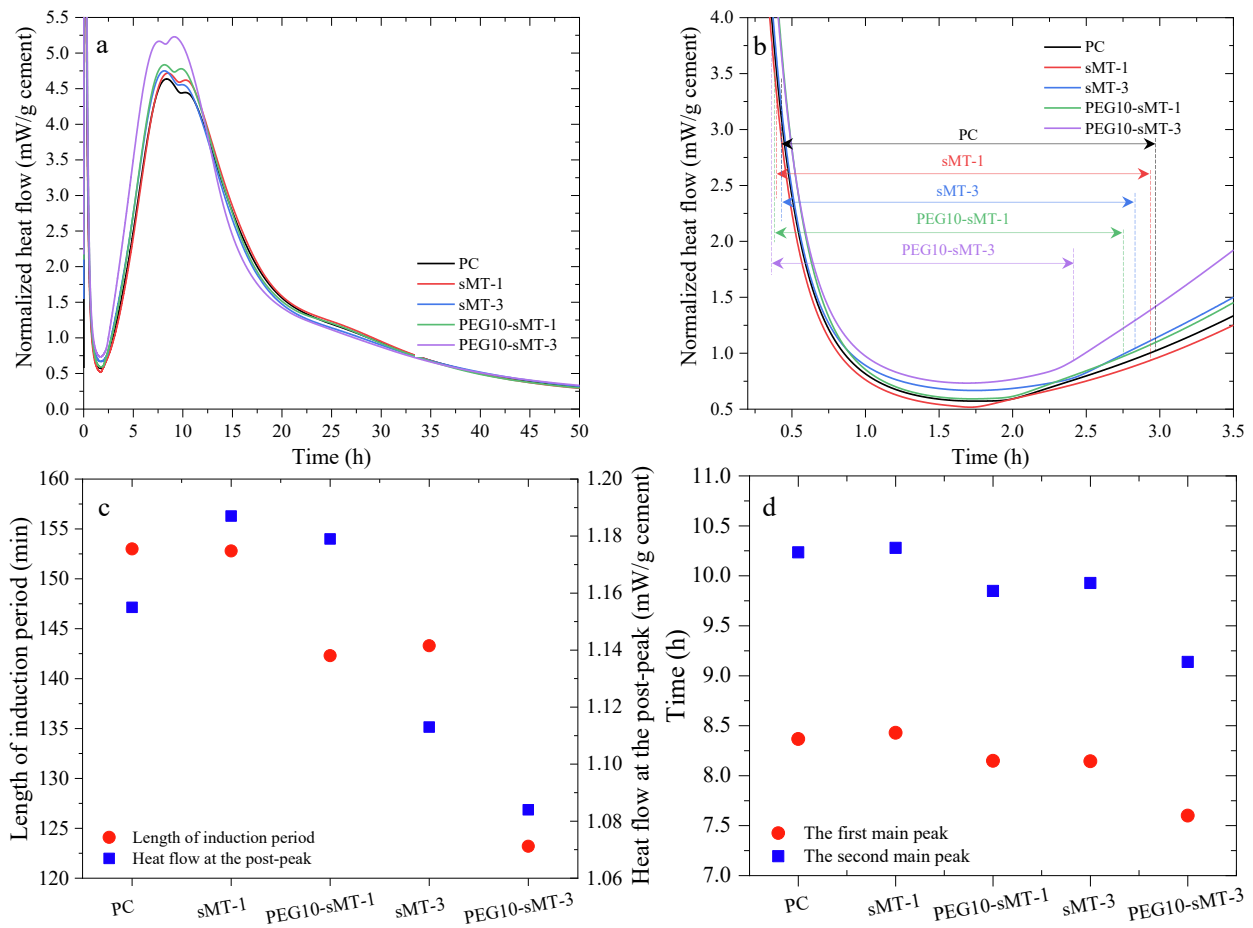 a
Normalized heat flow (mW/g cement)
5.5
5.0
4.5
4.0
3.5
3.0
2.5
2.0
1.5
1.0
0.5
0.0
PC
sMT-1
sMT-3
PEG10-sMT-1
PEG10-sMT-3
0 5 10 15 20 25 30 35 40 45 50
Time (h)
b
Normalized heat flow (mW/g cement)
4.0
3.5
3.0
2.5
2.0
1.5
1.0
0.5
PC
sMT-1
sMT-3
PEG10-sMT-1
PEG10-sMT-3
PC
sMT-1
sMT-3
PEG10-sMT-1
PEG10-sMT-3
0.5 1.0 1.5 2.0 2.5 3.0 3.5
Time (h)
c
Length of induction period (min)
160
155
150
145
140
135
130
125
120
Length of induction period
Heat flow at the post-peak
Heat flow at the post-peak (mW/g cement)
1.20
1.18
1.16
1.14
1.12
1.10
1.08
1.06
PC sMT-1 PEG10-sMT-1 sMT-3 PEG10-sMT-3
d
Time (h)
11.0
10.5
10.0
9.5
9.0
8.5
8.0
7.5
7.0
The first main peak
The second main peak
PC sMT-1 PEG10-sMT-1 sMT-3 PEG10-sMT-3